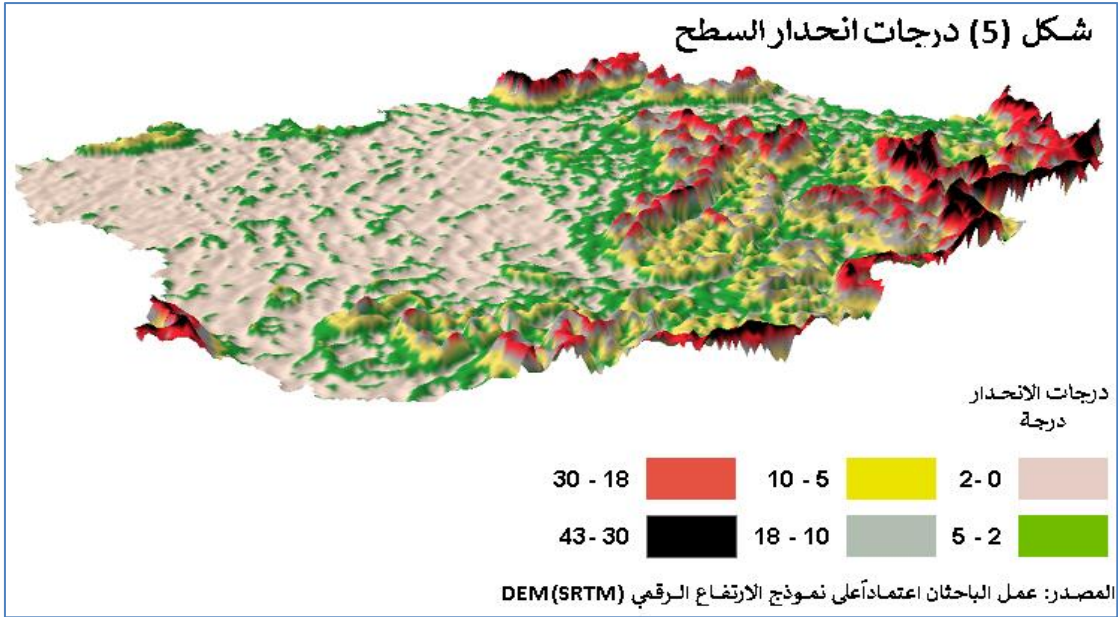 شكل (5) درجات انحدار السطح
درجات الانحدار
درجة
2- 0
10 - 5
30 - 18
5 - 2
18 - 10
43- 30
المصدر: عمل الباحثان اعتماداً على نموذج الارتفاع الرقمي DEM (SRTM)